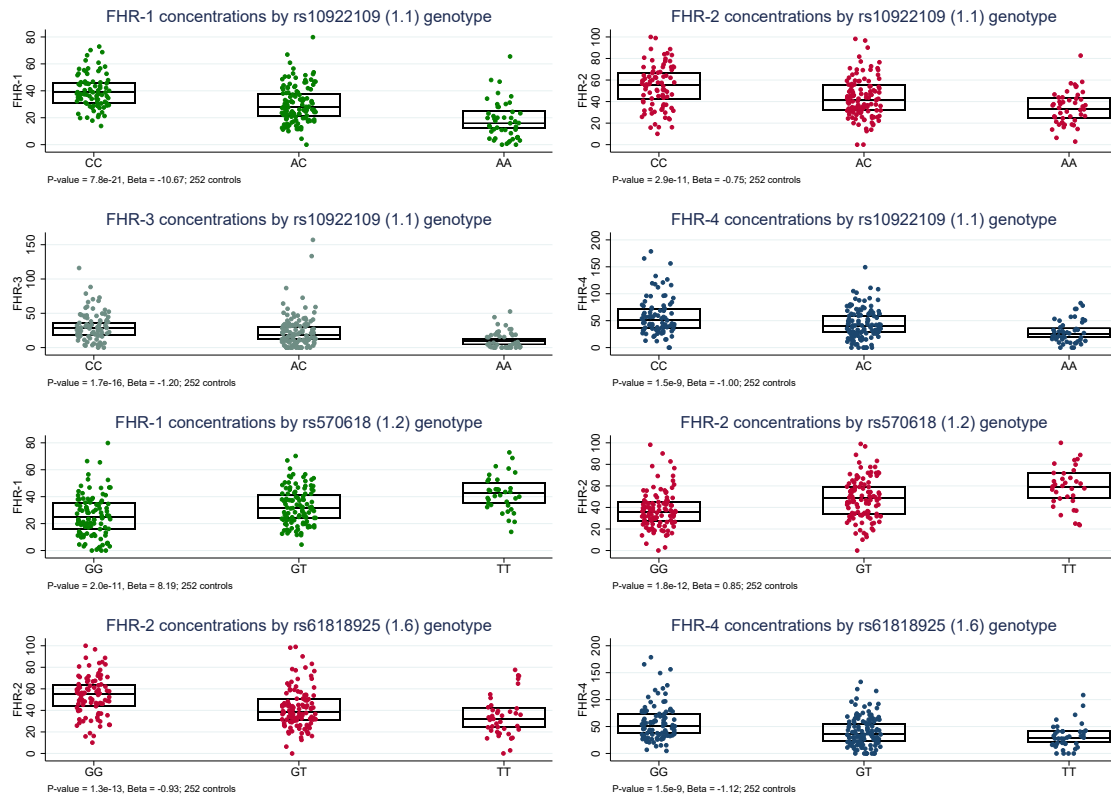 FHR-1 concentrations by rs10922109 (1.1) genotype
FHR-1
80
60
40
20
0
CC AC AA
P-value = 7.8e-21, Beta = -10.67; 252 controls
FHR-2 concentrations by rs10922109 (1.1) genotype
FHR-2
100
80
60
40
20
0
CC AC AA
P-value = 2.9e-11, Beta = -0.75; 252 controls
FHR-3 concentrations by rs10922109 (1.1) genotype
FHR-3
150
100
50
0
CC AC AA
P-value = 1.7e-16, Beta = -1.20; 252 controls
FHR-4 concentrations by rs10922109 (1.1) genotype
FHR-4
200
150
100
50
0
CC AC AA
P-value = 1.5e-9, Beta = -1.00; 252 controls
FHR-1 concentrations by rs570618 (1.2) genotype
FHR-1
80
60
40
20
0
GG GT TT
P-value = 2.0e-11, Beta = 8.19; 252 controls
FHR-2 concentrations by rs570618 (1.2) genotype
FHR-2
100
80
60
40
20
0
GG GT TT
P-value = 1.8e-12, Beta = 0.85; 252 controls
FHR-2 concentrations by rs61818925 (1.6) genotype
FHR-2
100
80
60
40
20
0
GG GT TT
P-value = 1.3e-13, Beta = -0.93; 252 controls
FHR-4 concentrations by rs61818925 (1.6) genotype
FHR-4
200
150
100
50
0
GG GT TT
P-value = 1.5e-9, Beta = -1.12; 252 controls